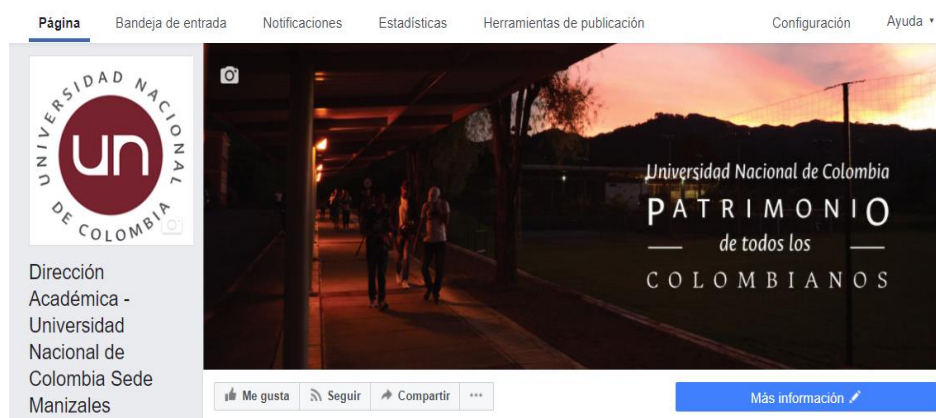 Página Bandeja de entrada Notificaciones Estadísticas Herramientas de publicación Configuración Ayuda
UNIVERSIDAD NACIONAL
un
DE COLOMBIA
Dirección
Académica -
Universidad
Nacional de
Colombia Sede
Manizales
Universidad Nacional de Colombia
PATRIMONIO
de todos los
COLOMBIANOS
Me gusta Seguir Compartir ...
Más información